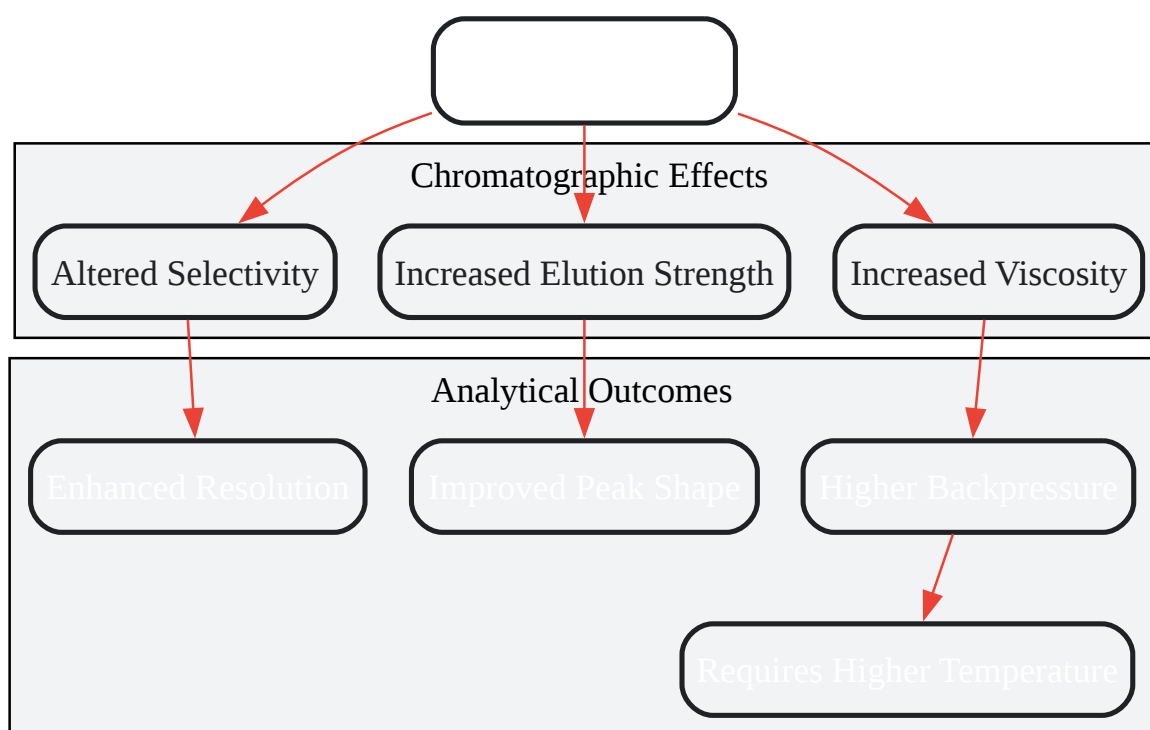 Chromatographic Effects
Altered Selectivity
Increased Elution Strength
Increased Viscosity
Analytical Outcomes
Enhanced Resolution
Improved Peak Shape
Higher Backpressure
Requires Higher Temperature